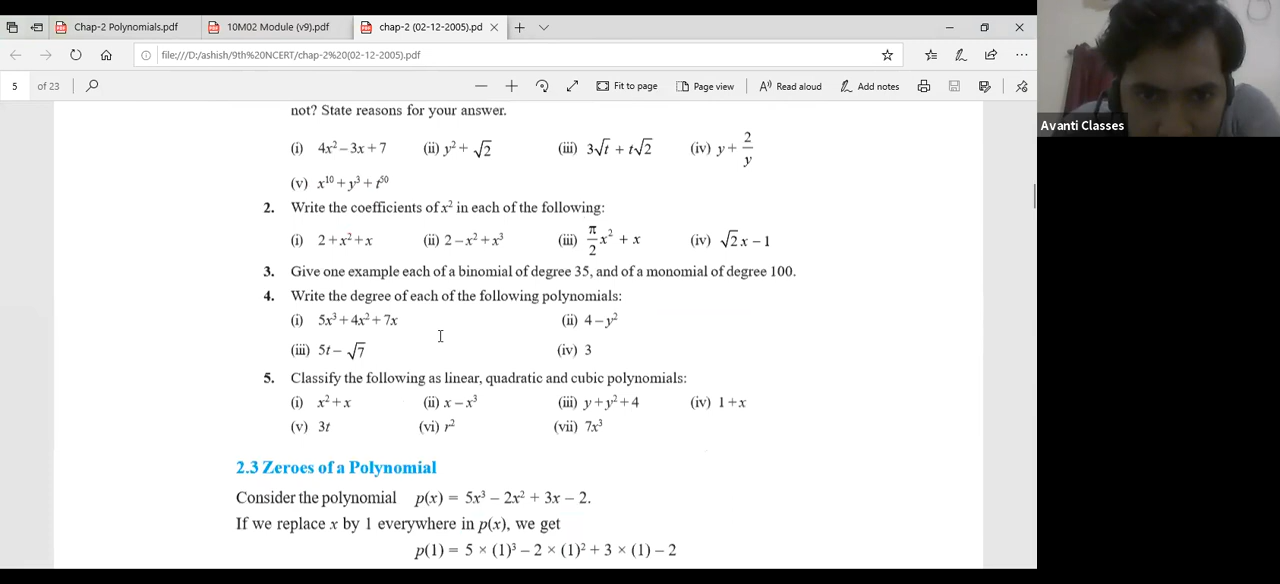 Chap-2 Polynomials.pdf
10M02 Module (v9).pdf
chap-2 (02-12-2005).pd
file:///D:/ashish/9th%20NCERT/chap-2%20(02-12-2005).pdf
5 of 23
Fit to page
Page view
Read aloud
Add notes
Avanti Classes
not? State reasons for your answer.
(i) 4x² – 3x + 7 (ii) y² + √2 (iii) 3√t + t√2 (iv) y + 2/y
(v) x¹⁰ + y³ + t⁵⁰
2. Write the coefficients of x² in each of the following:
(i) 2 + x² + x (ii) 2 – x² + x³ (iii) π/2 x² + x (iv) √2 x – 1
3. Give one example each of a binomial of degree 35, and of a monomial of degree 100.
4. Write the degree of each of the following polynomials:
(i) 5x³ + 4x² + 7x (ii) 4 – y²
(iii) 5t – √7 (iv) 3
5. Classify the following as linear, quadratic and cubic polynomials:
(i) x² + x (ii) x – x³ (iii) y + y² + 4 (iv) 1 + x
(v) 3t (vi) r² (vii) 7x³
2.3 Zeroes of a Polynomial
Consider the polynomial p(x) = 5x³ – 2x² + 3x – 2.
If we replace x by 1 everywhere in p(x), we get
p(1) = 5 × (1)³ – 2 × (1)² + 3 × (1) – 2